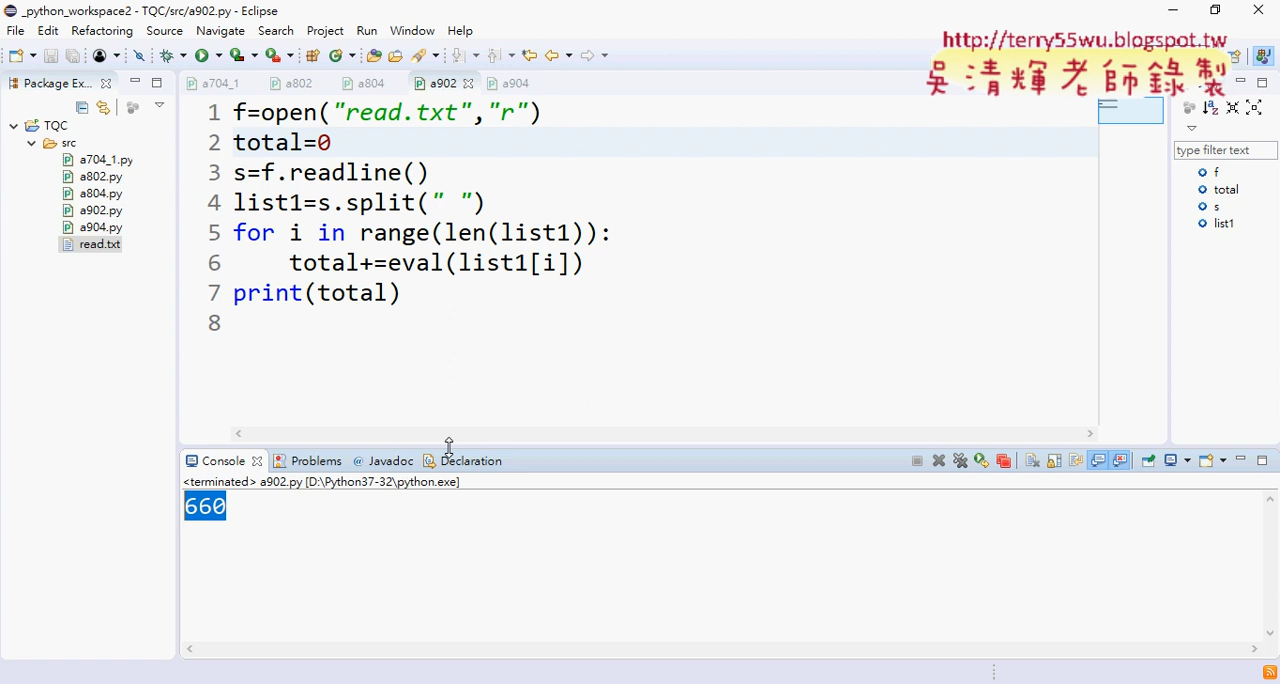 _python_workspace2 - TQC/src/a902.py - Eclipse
File Edit Refactoring Source Navigate Search Project Run Window Help
http://terry55wu.blogspot.tw
吳清輝老師錄製
Package Ex...
a704_1 a802 a804 a902 a904
TQC
src
a704_1.py
a802.py
a804.py
a902.py
a904.py
read.txt
1 f=open("read.txt","r")
2 total=0
3 s=f.readline()
4 list1=s.split(" ")
5 for i in range(len(list1)):
6     total+=eval(list1[i])
7 print(total)
8
type filter text
f
total
s
list1
Console Problems @ Javadoc Declaration
<terminated> a902.py [D:\Python37-32\python.exe]
660